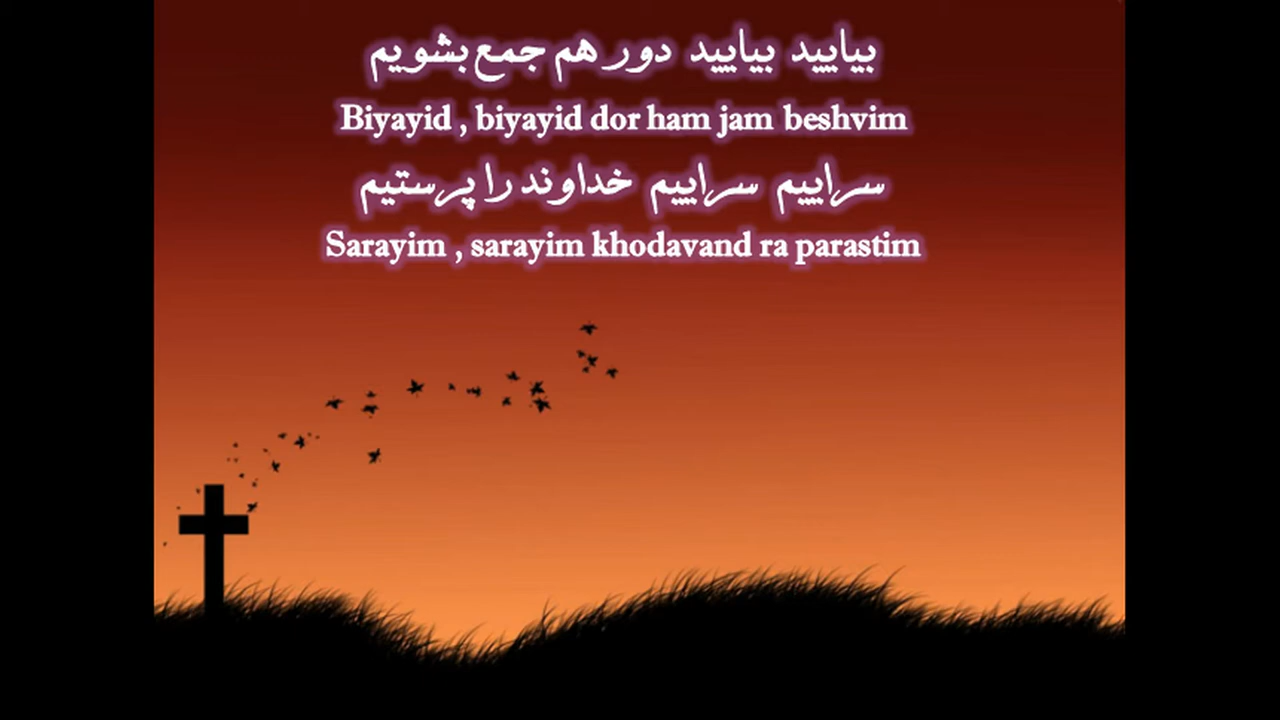 بیایید بیایید دور هم جمع بشویم
Biyayid , biyayid dor ham jam beshvim
سراییم سراییم خداوند را پرستیم
Sarayim , sarayim khodavand ra parastim